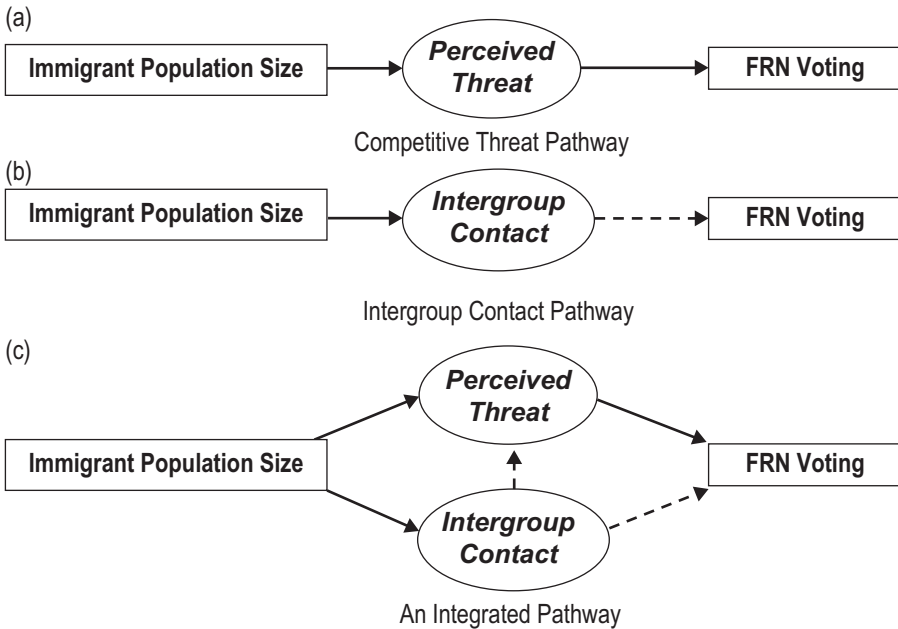 (a)
Immigrant Population Size
Perceived
Threat
FRN Voting
Competitive Threat Pathway
(b)
Immigrant Population Size
Intergroup
Contact
FRN Voting
Intergroup Contact Pathway
(c)
Perceived
Threat
Immigrant Population Size
FRN Voting
Intergroup
Contact
An Integrated Pathway